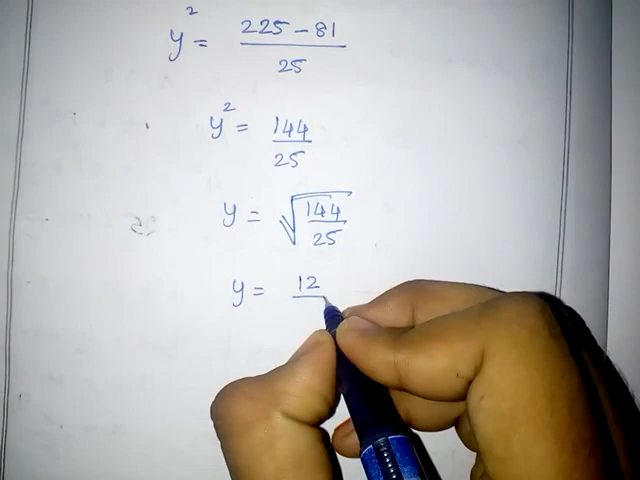 y² = (225 – 81)/25
y² = 144/25
y = √(144/25)
y = 12/